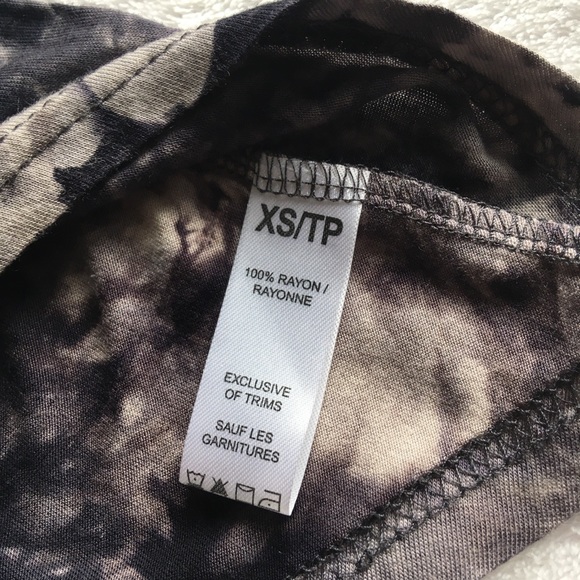 XS/TP
100% RAYON /
RAYONNE
EXCLUSIVE
OF TRIMS
SAUF LES
GARNITURES